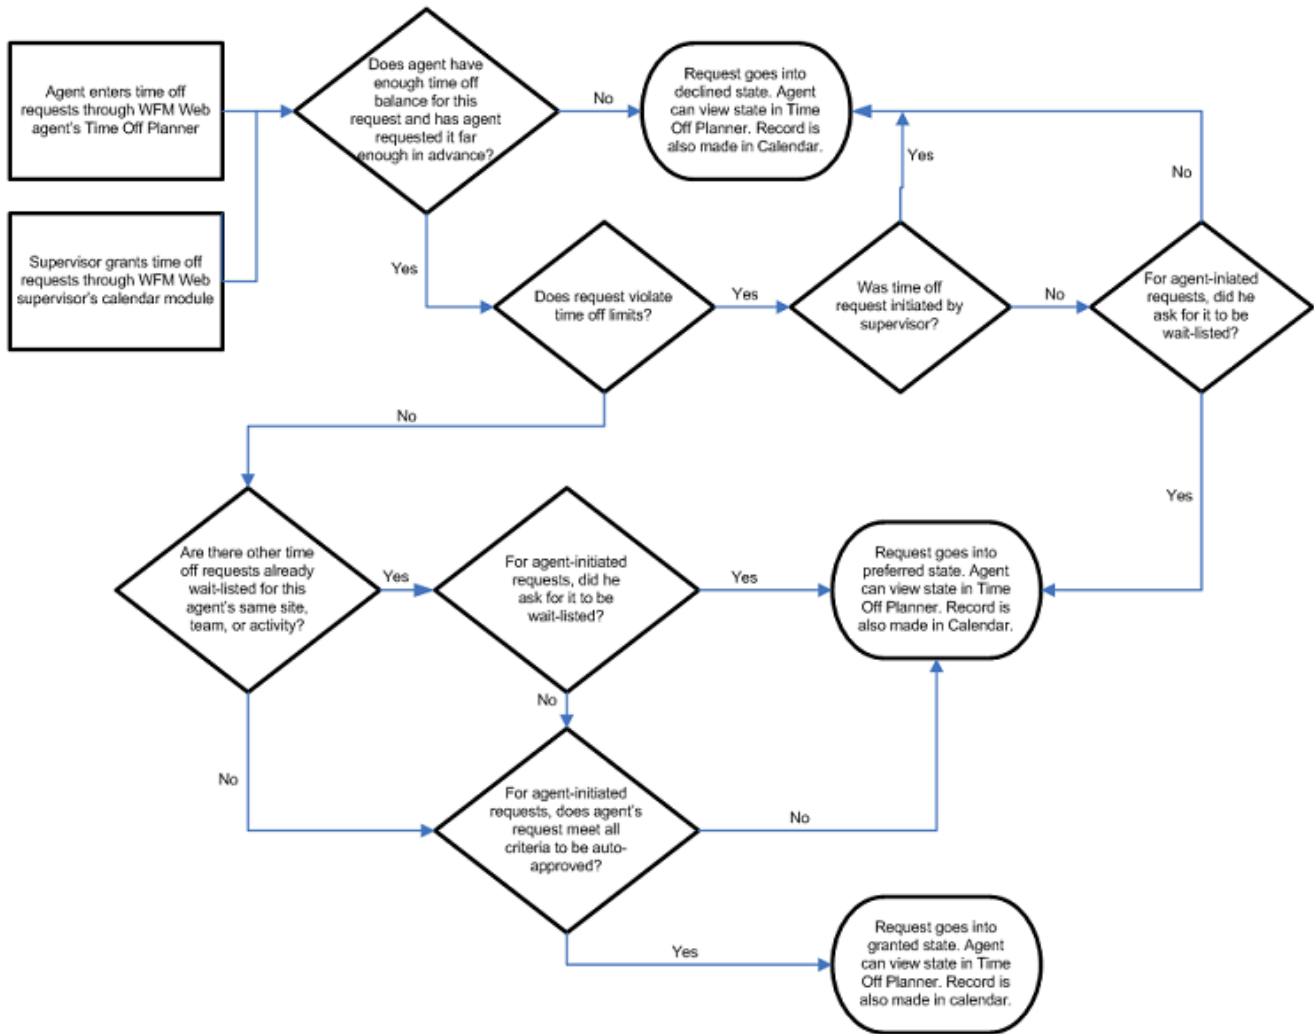 Agent enters time off
requests through WFM Web
agent's Time Off Planner
Does agent have
enough time off
balance for this
request and has agent
requested it far
enough in advance?
No
Request goes into
declined state. Agent
can view state in Time
Off Planner. Record is
also made in Calendar.
Yes
No
Supervisor grants time off
requests through WFM Web
supervisor's calendar module
Yes
Does request violate
time off limits?
Yes
Was time off
request initiated by
supervisor?
No
For agent-iniated
requests, did he
ask for it to be
wait-listed?
No
Yes
Are there other time
off requests already
wait-listed for this
agent's same site,
team, or activity?
Yes
For agent-initiated
requests, did he
ask for it to be
wait-listed?
Yes
Request goes into
preferred state. Agent
can view state in Time
Off Planner. Record is
also made in Calendar.
No
No
For agent-initiated
requests, does agent's
request meet all
criteria to be auto-
approved?
No
Yes
Request goes into
granted state. Agent
can view state in Time
Off Planner. Record is
also made in calendar.